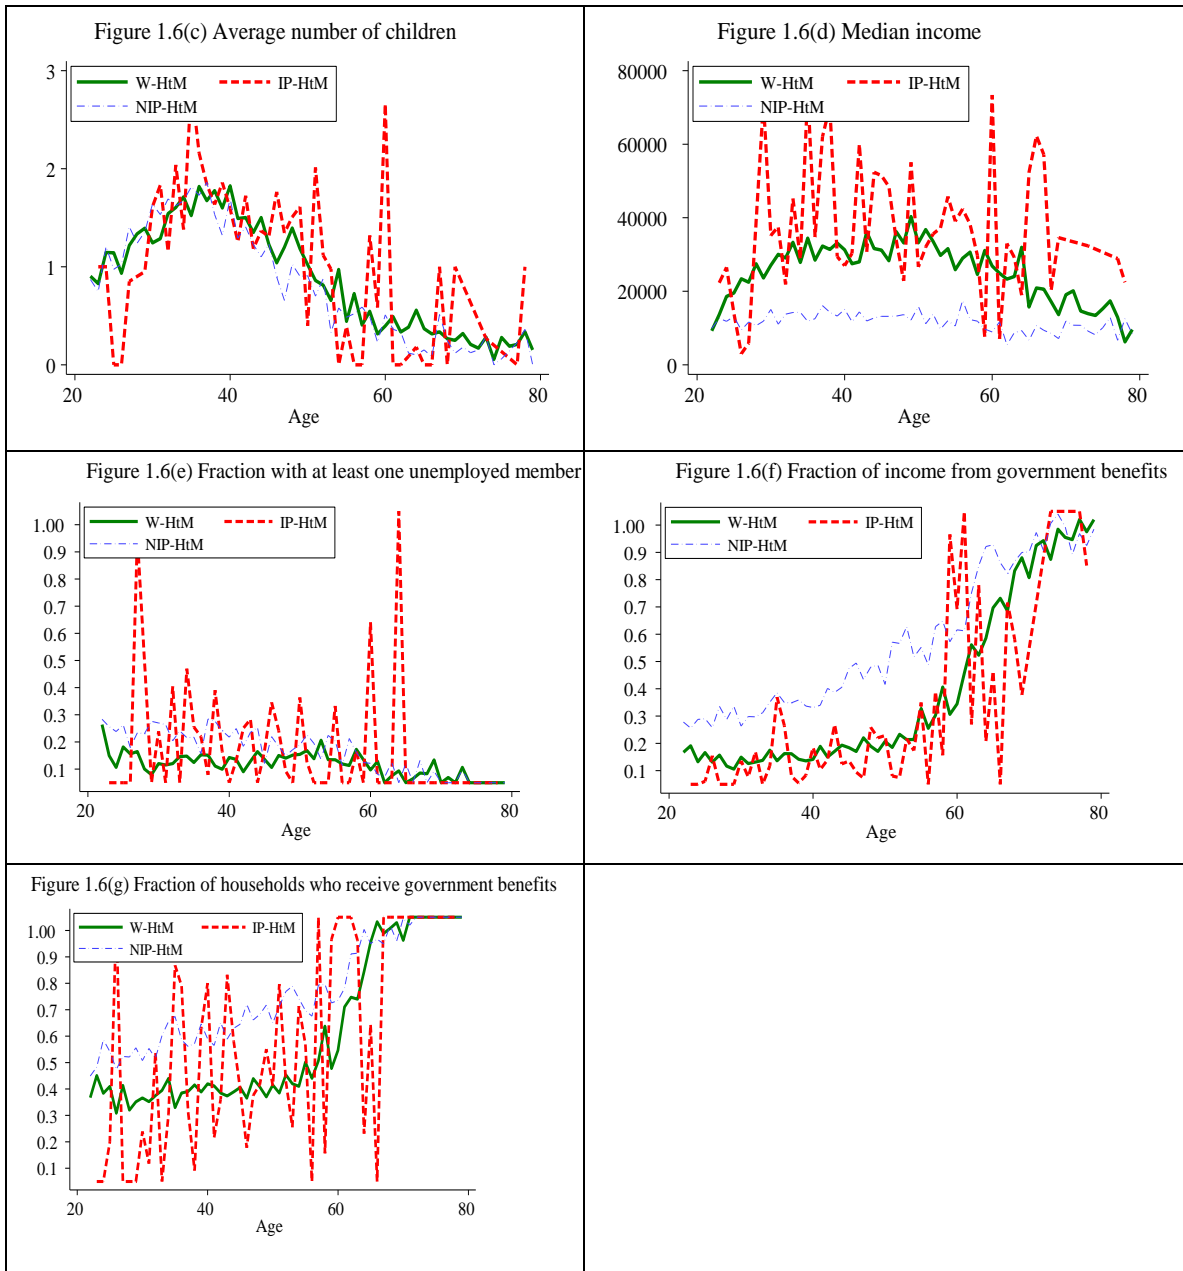 Figure 1.6(c) Average number of children
W-HtM
IP-HtM
NIP-HtM
3
2
1
0
20
40
60
80
Age
Figure 1.6(d) Median income
W-HtM
IP-HtM
NIP-HtM
80000
60000
40000
20000
0
20
40
60
80
Age
Figure 1.6(e) Fraction with at least one unemployed member
W-HtM
IP-HtM
NIP-HtM
1.00
0.9
0.8
0.7
0.6
0.5
0.4
0.3
0.2
0.1
20
40
60
80
Age
Figure 1.6(f) Fraction of income from government benefits
W-HtM
IP-HtM
NIP-HtM
1.00
0.9
0.8
0.7
0.6
0.5
0.4
0.3
0.2
0.1
20
40
60
80
Age
Figure 1.6(g) Fraction of households who receive government benefits
W-HtM
IP-HtM
NIP-HtM
1.00
0.9
0.8
0.7
0.6
0.5
0.4
0.3
0.2
0.1
20
40
60
80
Age